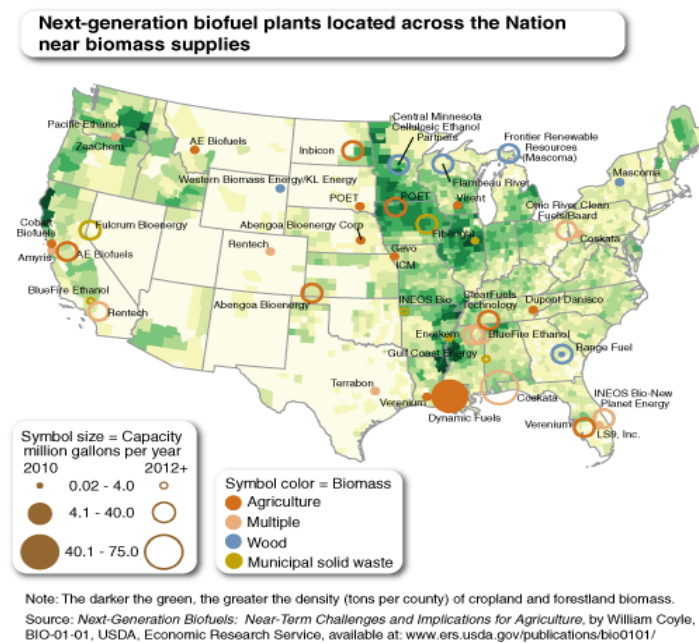 Next-generation biofuel plants located across the Nation
near biomass supplies
Central Minnesota
Cellulosic Ethanol
Partners
Frontier Renewable
Resources
(Mascoma)
Pacific Ethanol
ZeaChem
AE Biofuels
Inbicon
Flambeau River
Western Biomass Energy/KL Energy
Mascoma
POET
POET
Virent
Ohio River Clean
Fuels/Baard
Cobalt
Biofuels
Fulcrum Bioenergy
Abengoa Bioenergy Corp
Fiberight
Coskata
Rentech
Gevo
Amyris
AE Biofuels
ICM
BlueFire Ethanol
Rentech
Abengoa Bioenergy
INEOS Bio
ClearFuels
Technology
Dupont Danisco
Enerkem
BlueFire Ethanol
Gulf Coast Energy
Range Fuel
Terrabon
Verenium
Coskata
INEOS Bio-New
Planet Energy
Dynamic Fuels
Verenium
LS9, Inc.
Symbol size = Capacity
million gallons per year
2010 2012+
0.02 - 4.0
4.1 - 40.0
40.1 - 75.0
Symbol color = Biomass
Agriculture
Multiple
Wood
Municipal solid waste
Note: The darker the green, the greater the density (tons per county) of cropland and forestland biomass.
Source: Next-Generation Biofuels: Near-Term Challenges and Implications for Agriculture, by William Coyle,
BIO-01-01, USDA, Economic Research Service, available at: www.ers.usda.gov/publications/bio0101/